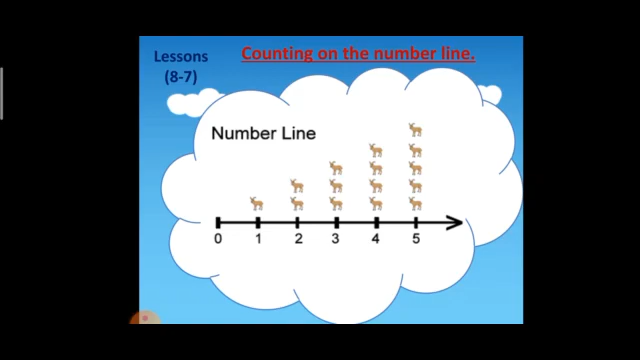 Lessons
(8-7)
Counting on the number line.
Number Line
0 1 2 3 4 5